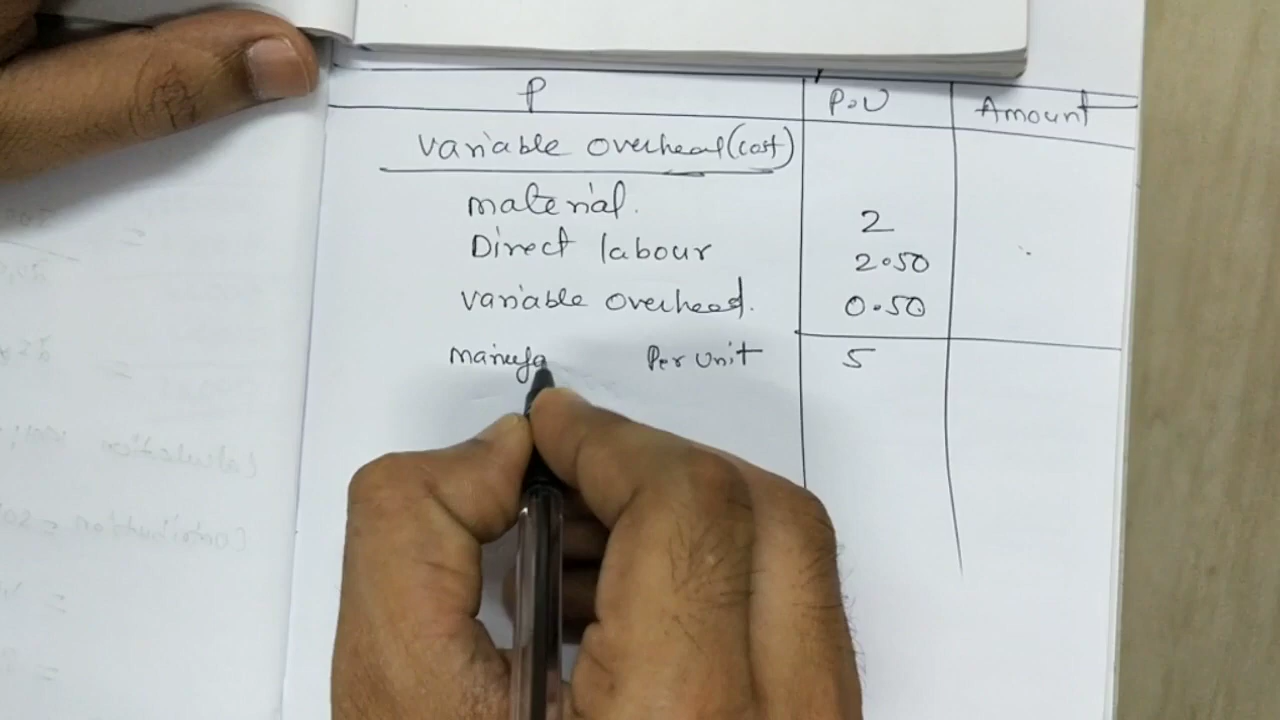 P P.U Amount
Variable overhead (cost)
Material. 2
Direct labour 2.50
Variable overhead. 0.50
Manufa Per Unit 5